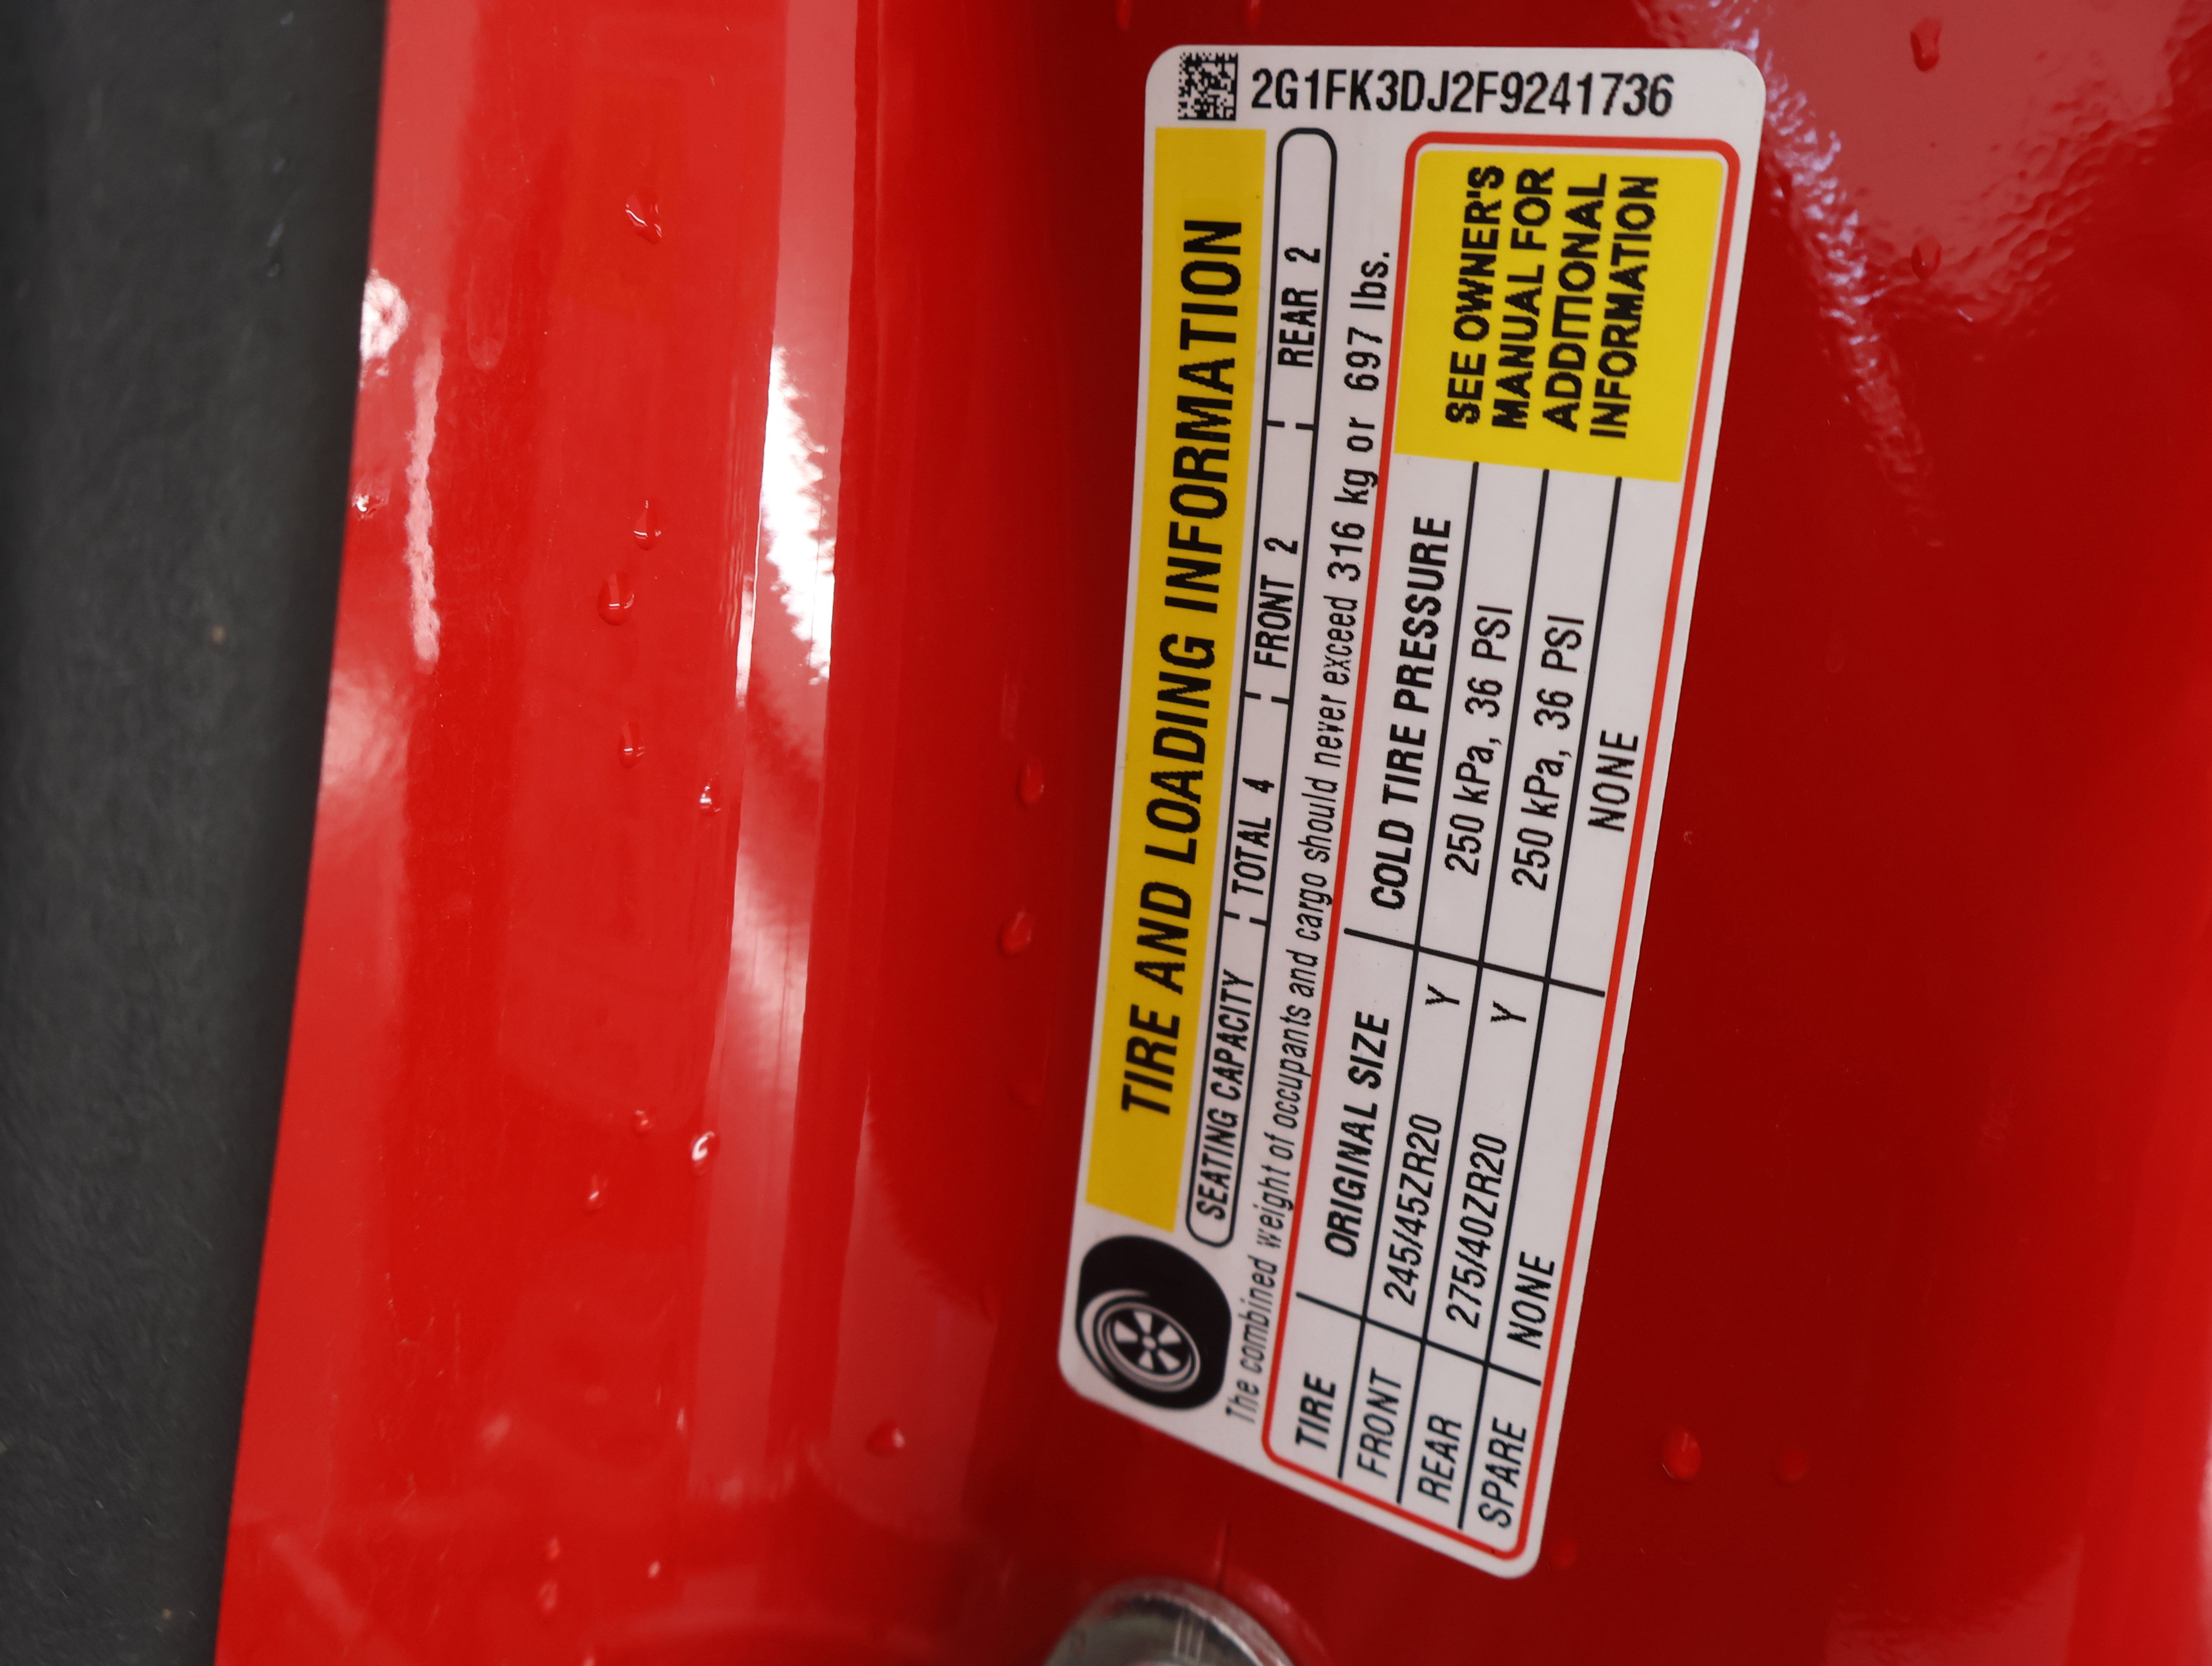 2G1FK3DJ2F9241736
TIRE AND LOADING INFORMATION
SEATING CAPACITY TOTAL 4 FRONT 2 REAR 2
The combined weight of occupants and cargo should never exceed 316 kg or 697 lbs.
TIRE ORIGINAL SIZE COLD TIRE PRESSURE
FRONT 245/45ZR20 Y 250 kPa, 36 PSI
REAR 275/40ZR20 Y 250 kPa, 36 PSI
SPARE NONE NONE
SEE OWNER'S
MANUAL FOR
ADDITIONAL
INFORMATION